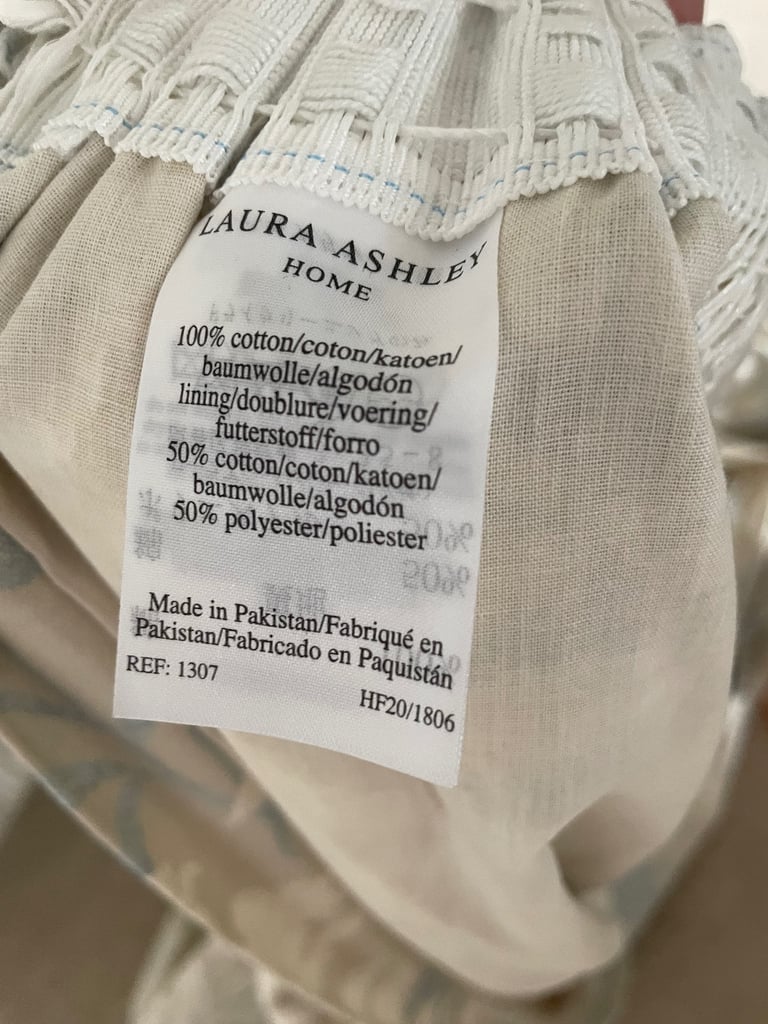 LAURA ASHLEY
HOME
100% cotton/coton/katoen/
baumwolle/algodón
lining/doublure/voering/
futterstoff/forro
50% cotton/coton/katoen/
baumwolle/algodón
50% polyester/poliester
Made in Pakistan/Fabriqué en
Pakistan/Fabricado en Paquistán
REF: 1307
HF20/1806